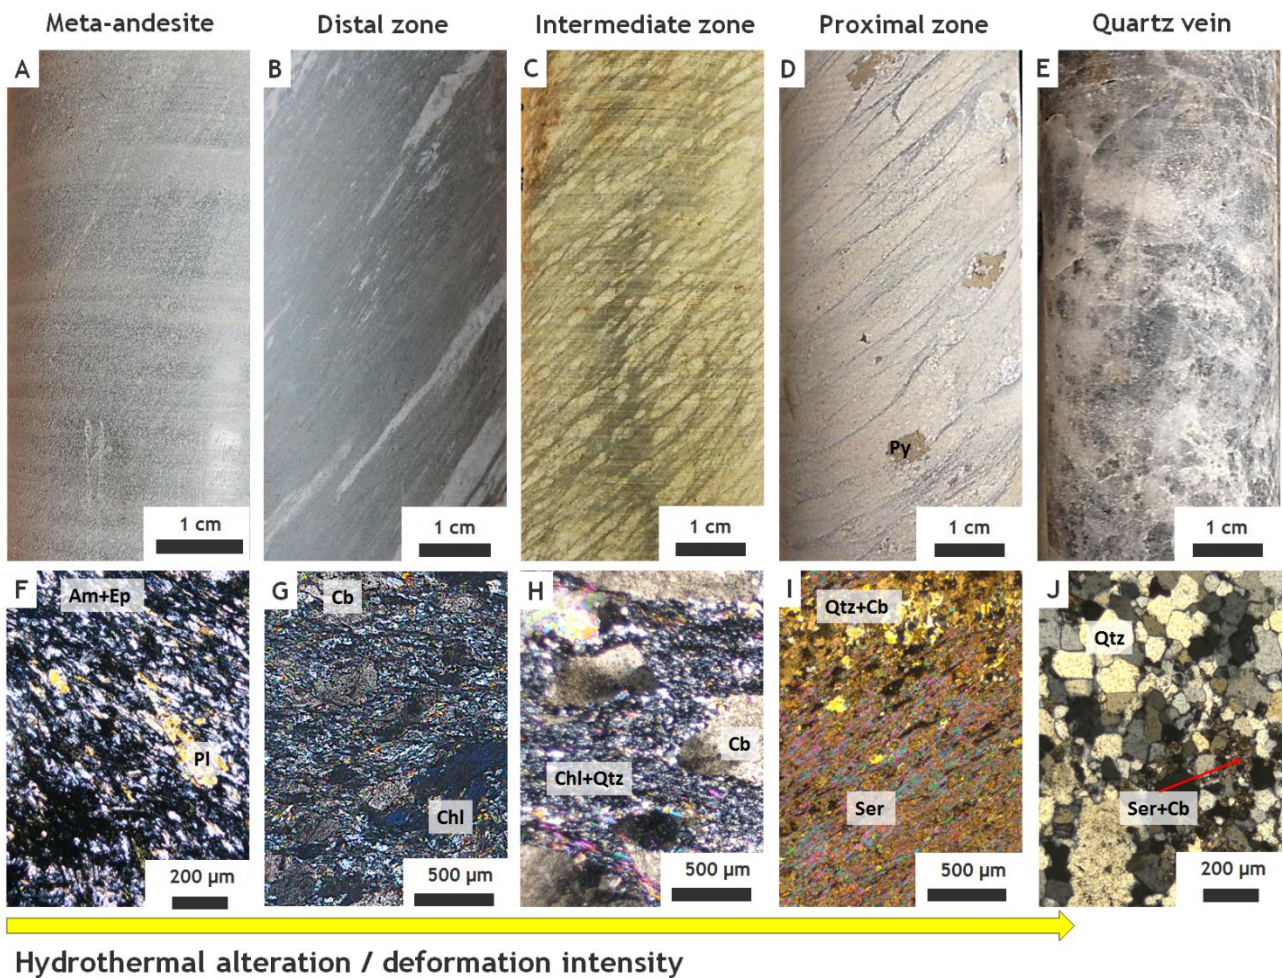 Meta-andesite Distal zone Intermediate zone Proximal zone Quartz vein
A B C D E
Py
1 cm 1 cm 1 cm 1 cm 1 cm
F Am+Ep G Cb H I Qtz+Cb J Qtz
Pl Chl Chl+Qtz Cb Ser Ser+Cb
200 µm 500 µm 500 µm 500 µm 200 µm
Hydrothermal alteration / deformation intensity